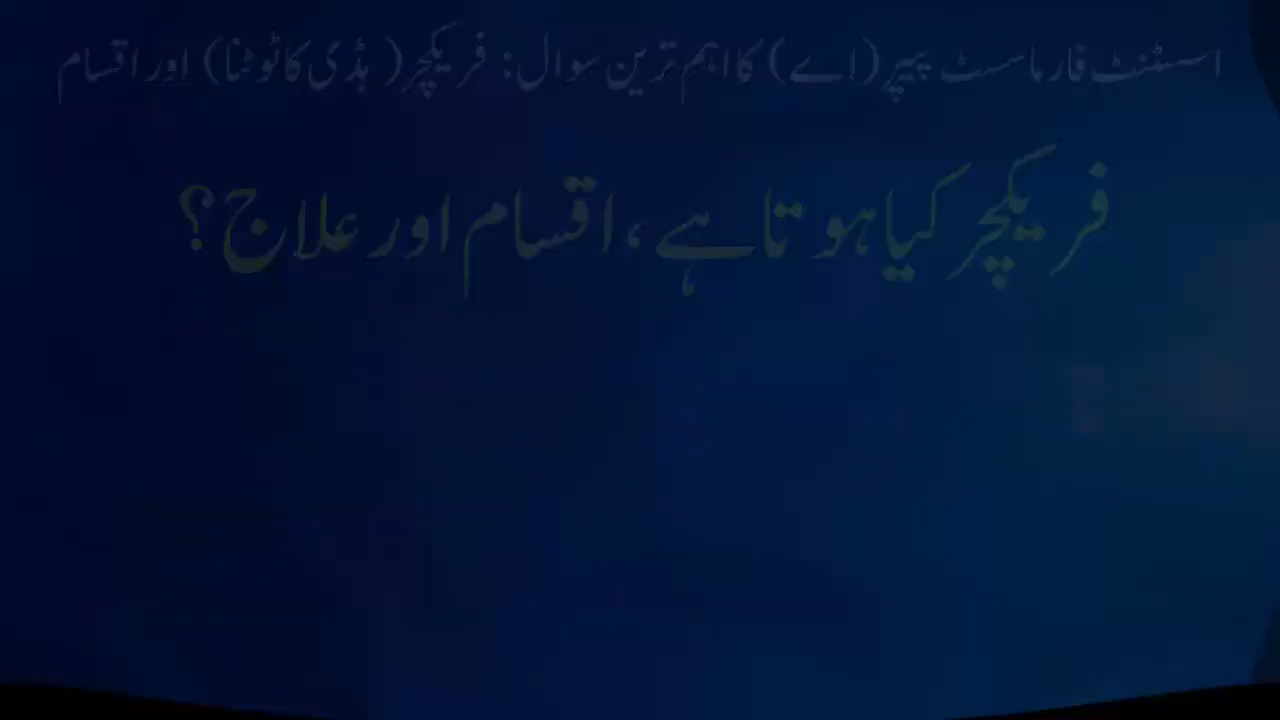 اسسٹنٹ فارماسسٹ پیپر (اے) کا اہم ترین سوال: فریکچر (ہڈی کا ٹوٹنا) اور اقسام
فریکچر کیا ہوتا ہے، اقسام اور علاج؟